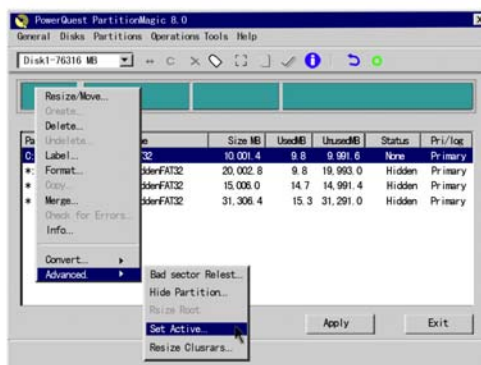 PowerQuest PartitionMagic 8.0
General Disks Partitions Operations Tools Help
Disk1-76316 MB
Resize/Move...
Create...
Delete...
Undelete...
Label...
Format...
Copy...
Merge...
Check for Errors...
Info...
Convert...
Advanced.
Size MB UsedMB UnusedMB Status Pri/log
C: 10.001.4 9.8 9.991.6 None Primary
*: ddenFAT32 20,002.8 9.8 19,993.0 Hidden Primary
* ddenFAT32 15,006.0 14.7 14,991.4 Hidden Primary
* ddenFAT32 31,306.4 15.3 31,291.0 Hidden Primary
Bad sector Relest...
Hide Partition...
Rsize Root
Set Active...
Resize Clusrars...
Apply Exit